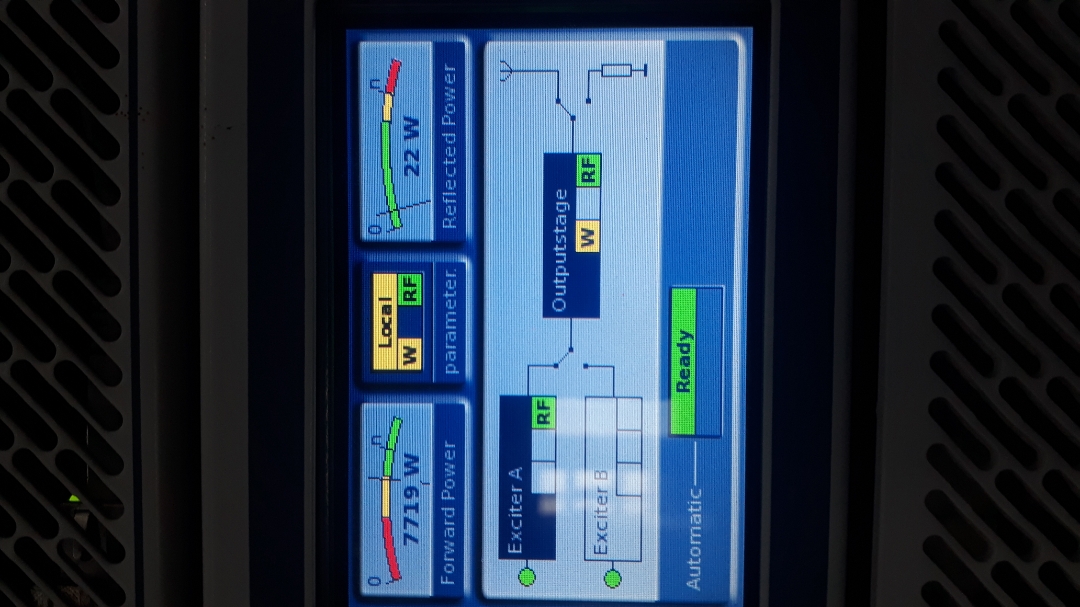 0 n
7719 W
Forward Power
Local
W RF
parameter.
0 n
22 W
Reflected Power
Exciter A
RF
Exciter B
Outputstage
W RF
Automatic
Ready